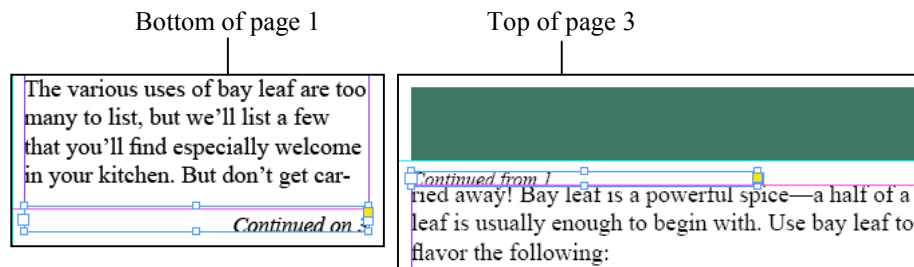 Bottom of page 1
The various uses of bay leaf are too
many to list, but we’ll list a few
that you’ll find especially welcome
in your kitchen. But don’t get car-
Continued on 3
Top of page 3
Continued from 1
ried away! Bay leaf is a powerful spice—a half of a
leaf is usually enough to begin with. Use bay leaf to
flavor the following: